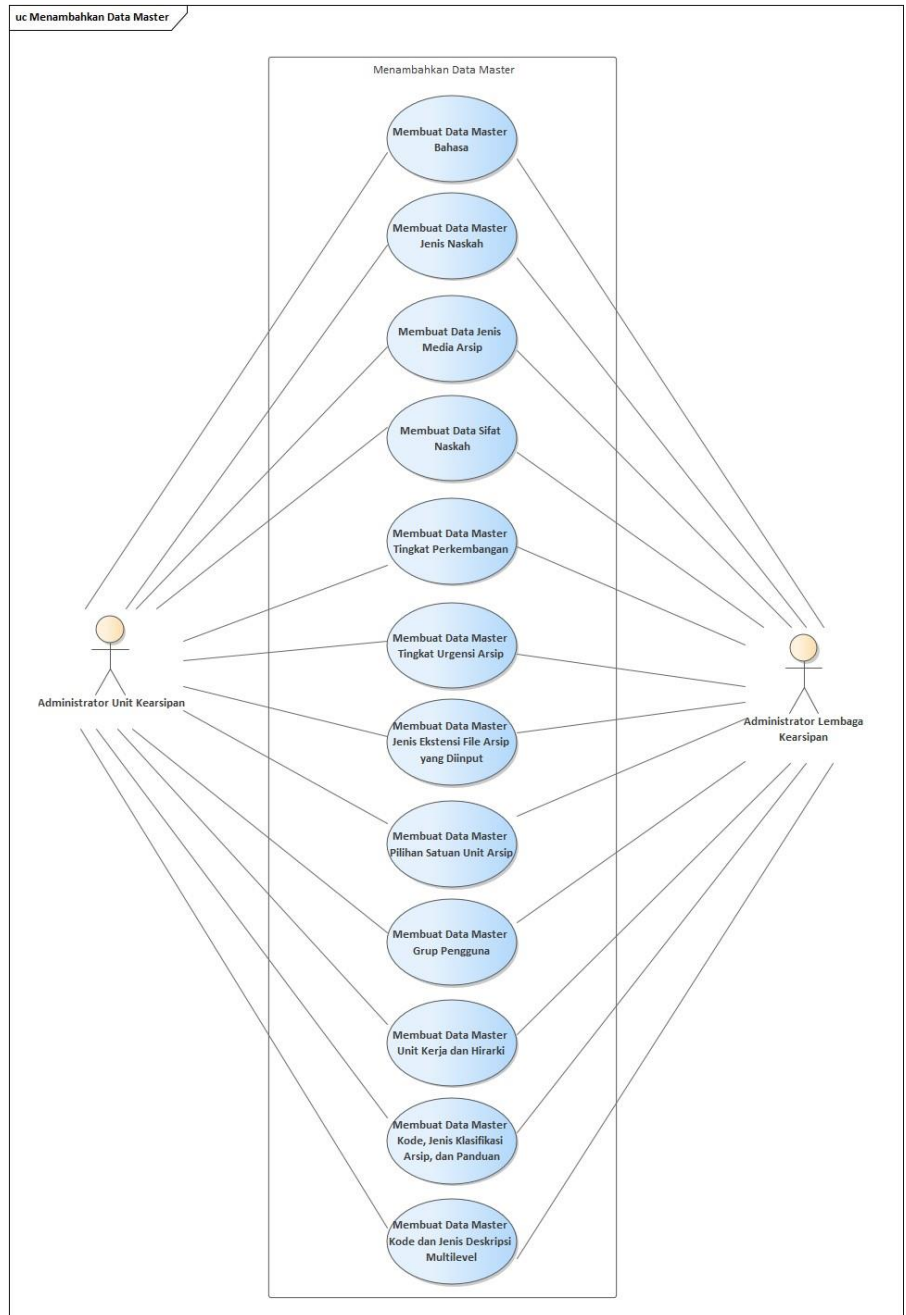 uc Menambahkan Data Master
Menambahkan Data Master
Membuat Data Master
Bahasa
Membuat Data Master
Jenis Naskah
Membuat Data Jenis
Media Arsip
Membuat Data Sifat
Naskah
Membuat Data Master
Tingkat Perkembangan
Membuat Data Master
Tingkat Urgensi Arsip
Administrator Unit Kearsipan
Administrator Lembaga
Kearsipan
Membuat Data Master
Jenis Ekstensi File Arsip
yang Diinput
Membuat Data Master
Pilihan Satuan Unit Arsip
Membuat Data Master
Grup Pengguna
Membuat Data Master
Unit Kerja dan Hirarki
Membuat Data Master
Kode, Jenis Klasifikasi
Arsip, dan Panduan
Membuat Data Master
Kode dan Jenis Deskripsi
Multilevel